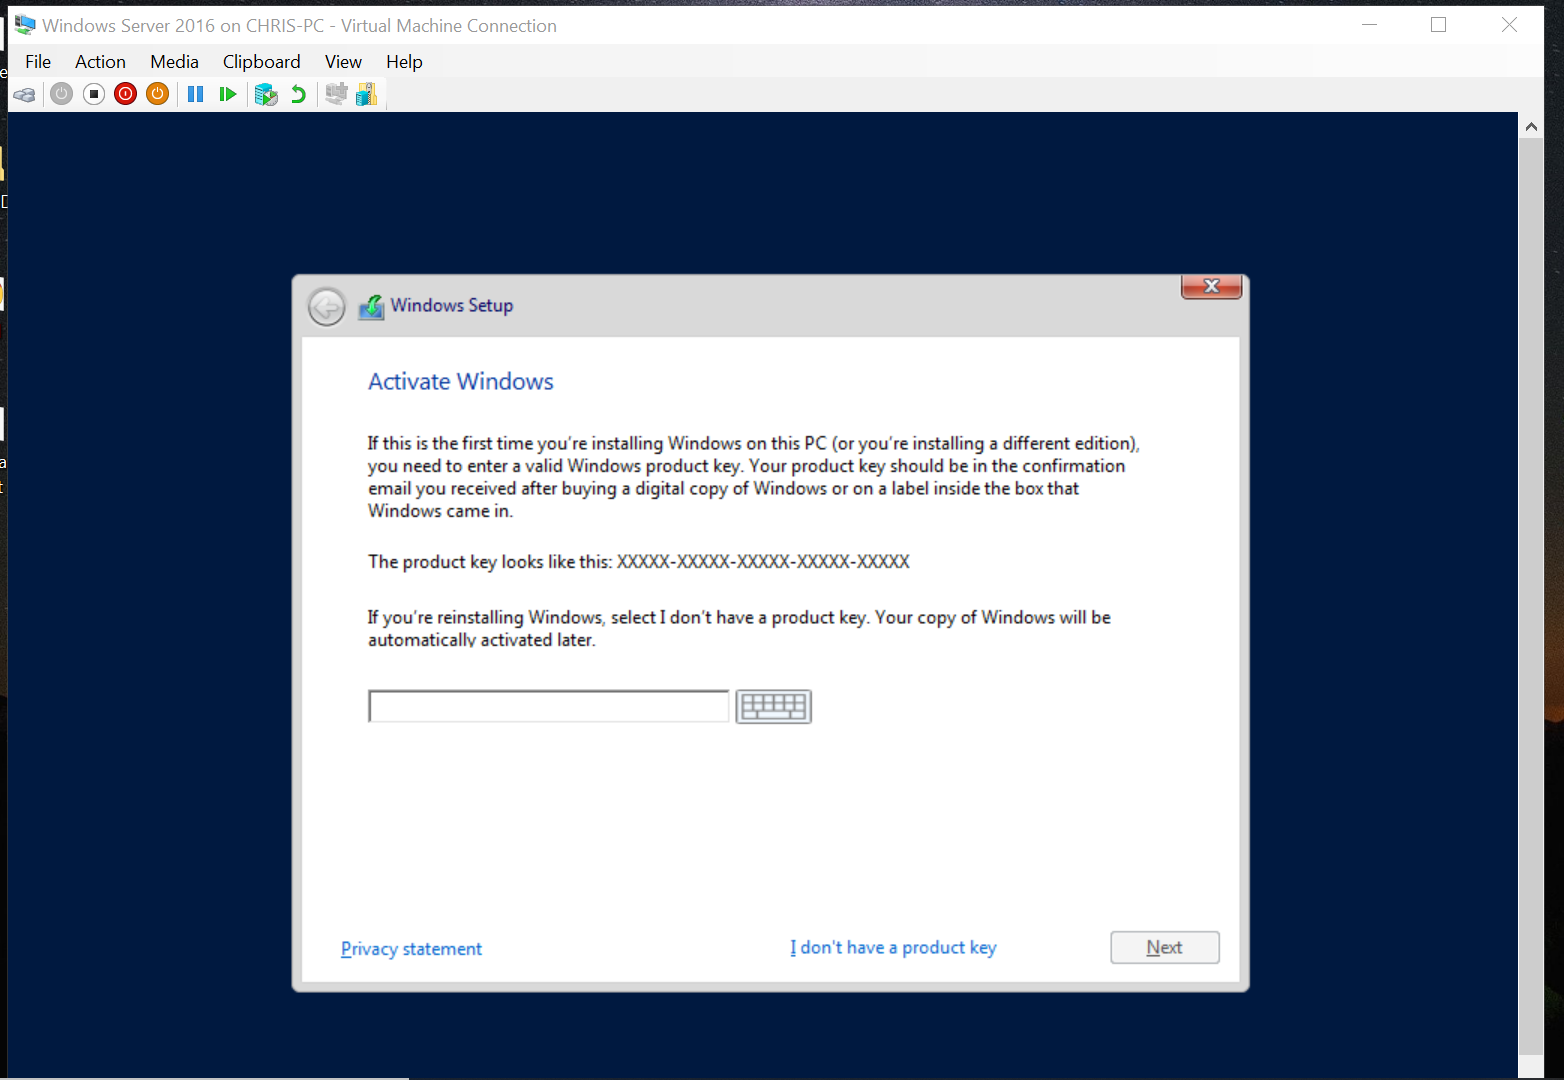 Windows Server 2016 on CHRIS-PC - Virtual Machine Connection
File Action Media Clipboard View Help
Windows Setup
Activate Windows
If this is the first time you're installing Windows on this PC (or you're installing a different edition),
you need to enter a valid Windows product key. Your product key should be in the confirmation
email you received after buying a digital copy of Windows or on a label inside the box that
Windows came in.
The product key looks like this: XXXXX-XXXXX-XXXXX-XXXXX-XXXXX
If you're reinstalling Windows, select I don't have a product key. Your copy of Windows will be
automatically activated later.
Privacy statement
I don't have a product key
Next